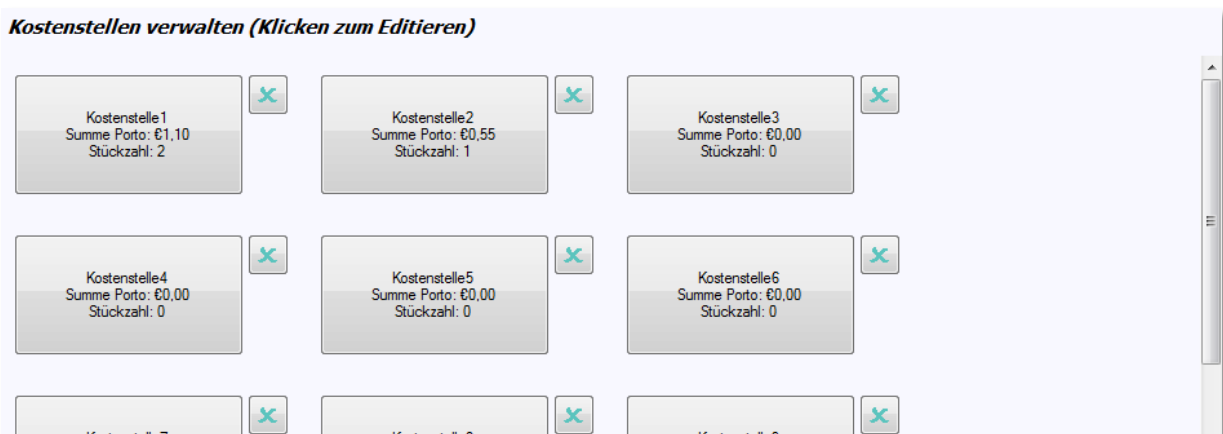 Kostenstellen verwalten (Klicken zum Editieren)
Kostenstelle1
Summe Porto: €1,10
Stückzahl: 2
Kostenstelle2
Summe Porto: €0,55
Stückzahl: 1
Kostenstelle3
Summe Porto: €0,00
Stückzahl: 0
Kostenstelle4
Summe Porto: €0,00
Stückzahl: 0
Kostenstelle5
Summe Porto: €0,00
Stückzahl: 0
Kostenstelle6
Summe Porto: €0,00
Stückzahl: 0